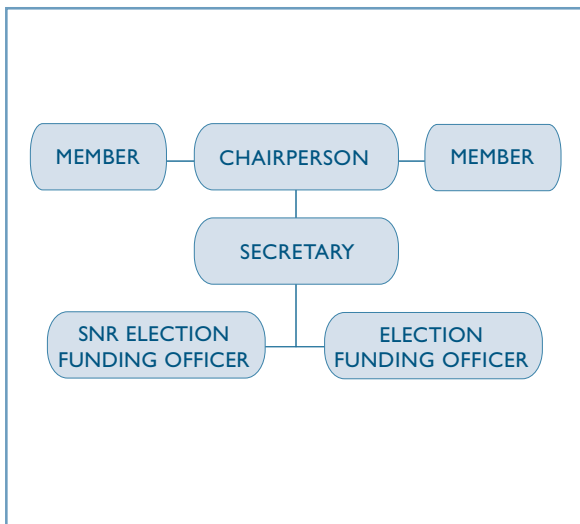 MEMBER
CHAIRPERSON
MEMBER
SECRETARY
SNR ELECTION
FUNDING OFFICER
ELECTION
FUNDING OFFICER